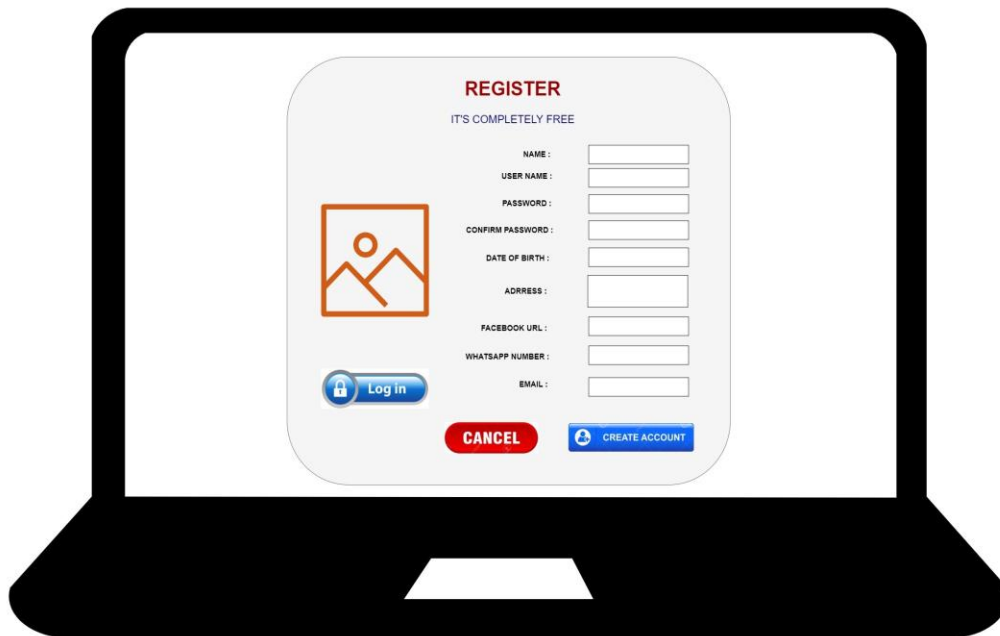 REGISTER
IT'S COMPLETELY FREE
NAME :
USER NAME :
PASSWORD :
CONFIRM PASSWORD :
DATE OF BIRTH :
ADRRESS :
FACEBOOK URL :
WHATSAPP NUMBER :
EMAIL :
Log in
CANCEL
CREATE ACCOUNT